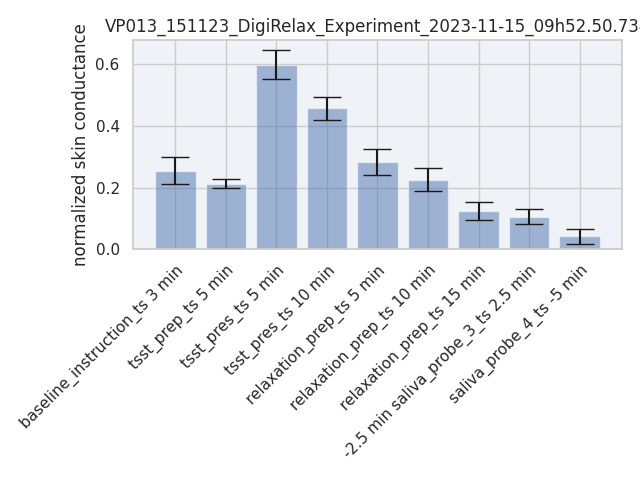 VP013_151123_DigiRelax_Experiment_2023-11-15_09h52.50.73
normalized skin conductance
0.6
0.4
0.2
0.0
baseline_instruction_ts 3 min
tsst_prep_ts 5 min
tsst_pres_ts 5 min
tsst_pres_ts 10 min
relaxation_prep_ts 5 min
relaxation_prep_ts 10 min
relaxation_prep_ts 15 min
-2.5 min saliva_probe_3_ts 2.5 min
saliva_probe_4_ts -5 min